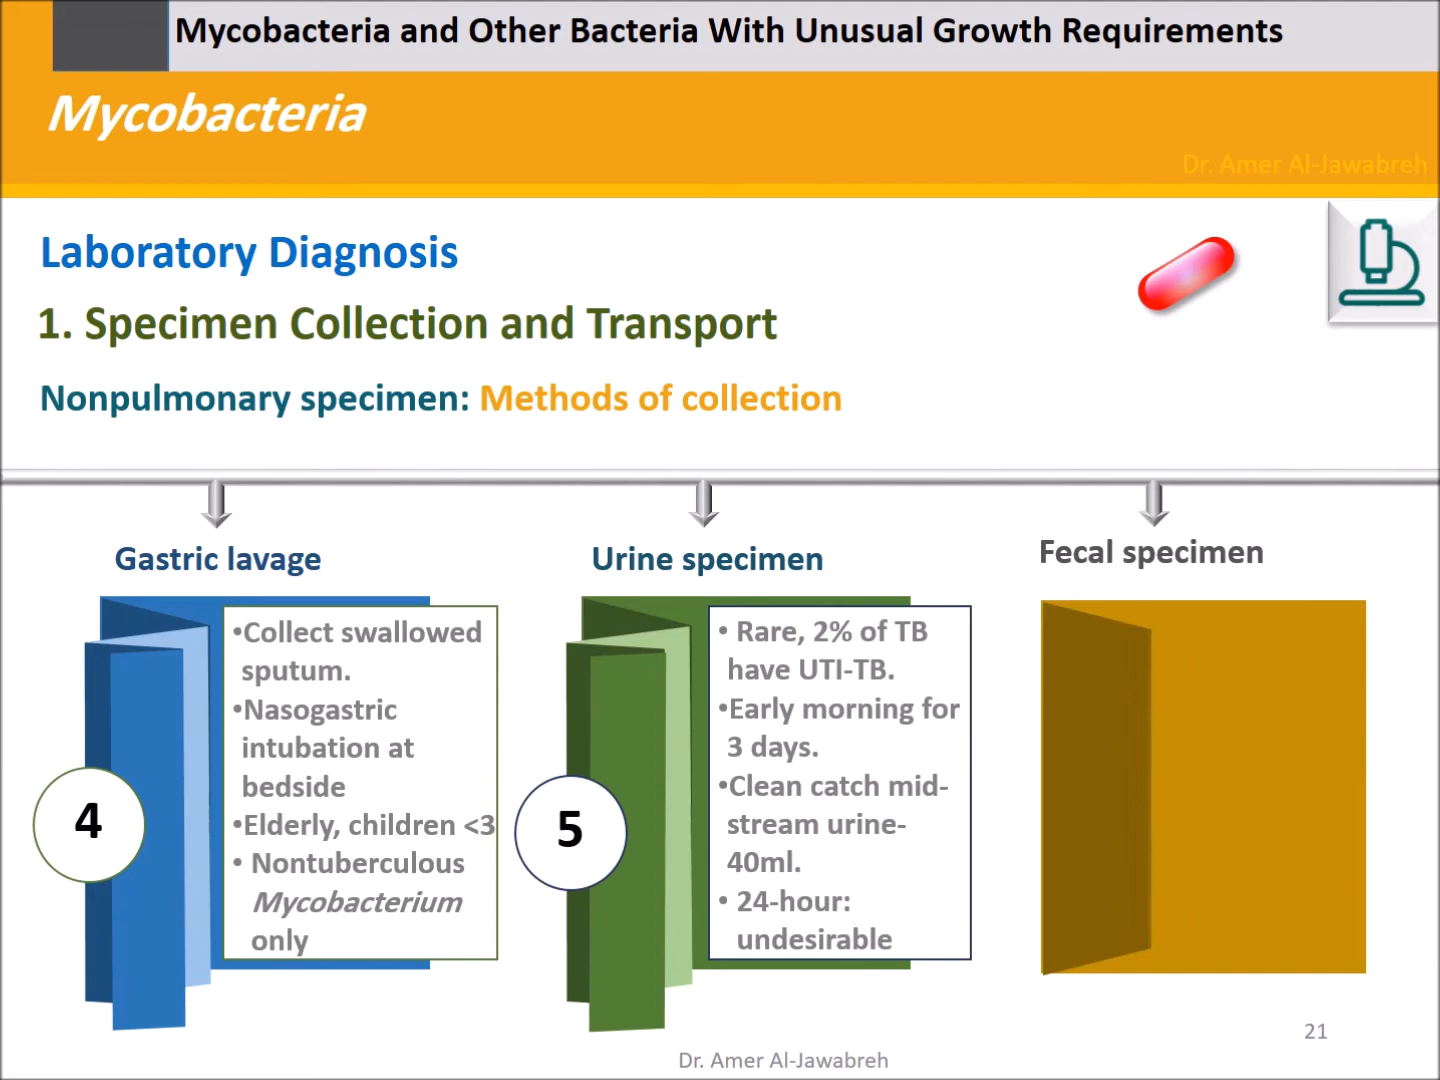 Mycobacteria and Other Bacteria With Unusual Growth Requirements
Mycobacteria
Dr. Amer Al-Jawabreh
Laboratory Diagnosis
1. Specimen Collection and Transport
Nonpulmonary specimen: Methods of collection
Gastric lavage
•Collect swallowed
sputum.
•Nasogastric
intubation at
bedside
•Elderly, children <3
• Nontuberculous
Mycobacterium
only
4
Urine specimen
• Rare, 2% of TB
have UTI-TB.
•Early morning for
3 days.
•Clean catch mid-
stream urine-
40ml.
• 24-hour:
undesirable
5
Fecal specimen
21
Dr. Amer Al-Jawabreh